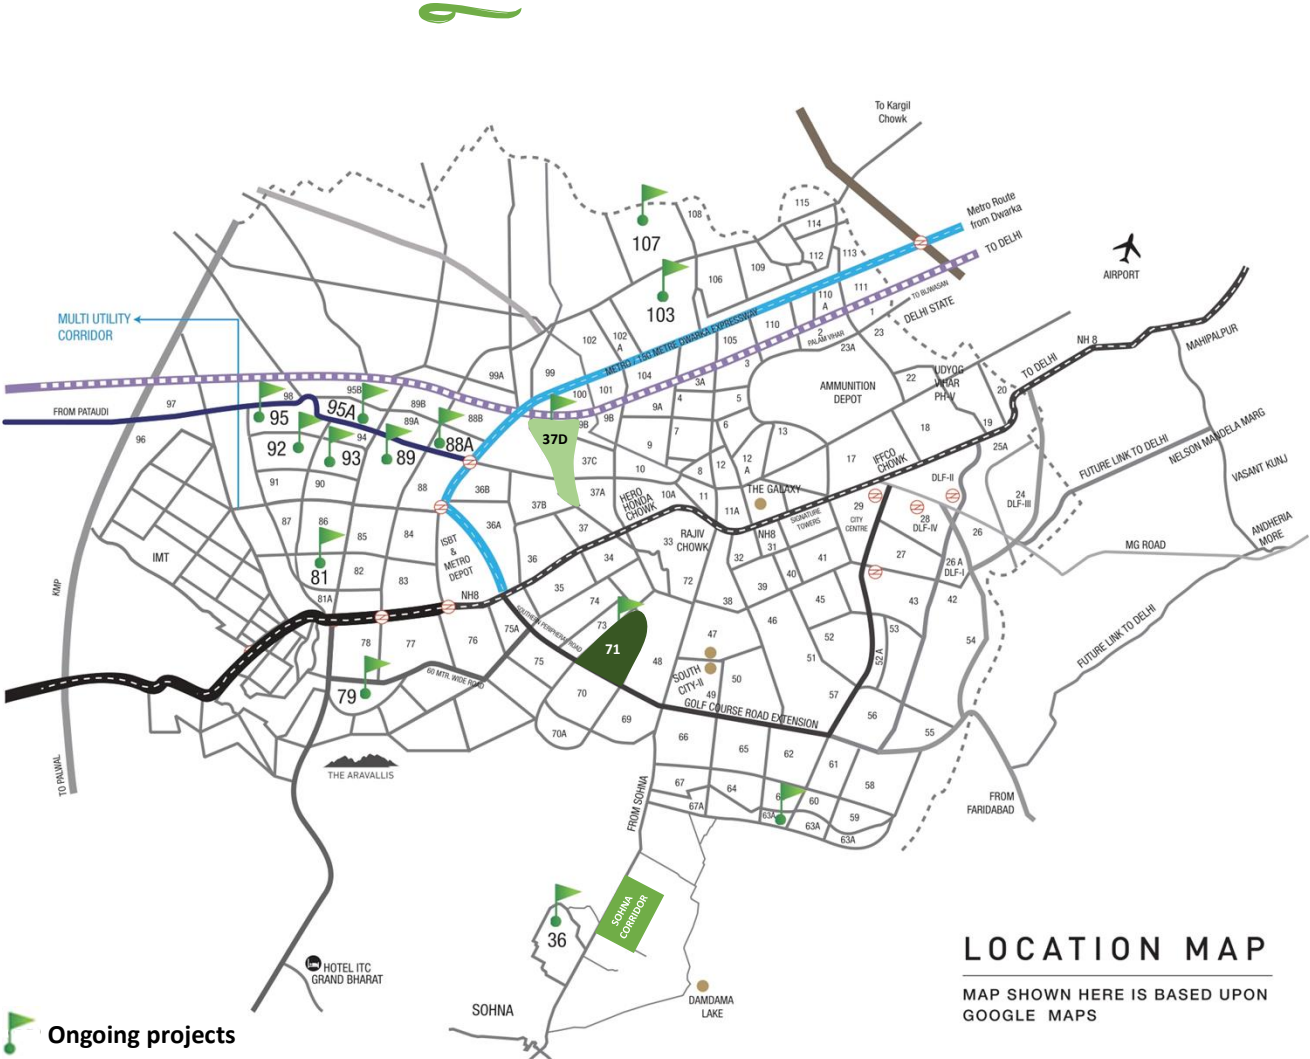 To Kargil
Chowk
115
108
107
114
Metro Route
from Dwarka
TO DELHI
112
113
109
106
AIRPORT
103
110
A
111
TO BIJWASAN
DELHI STATE
1
MULTI UTILITY
CORRIDOR
102
102
A
METRO / 150 METRE DWARKA EXPRESSWAY
110
2
PALAM VIHAR
23
105
23A
NH 8
MAHIPALPUR
3
99A
99
104
101
3A
TO DELHI
AMMUNITION
DEPOT
22
UDYOG
VIHAR
PH-V
20
97
98
95B
100
4
5
FROM PATAUDI
95
95A
89B
89A
88B
9B
9B
9A
96
92
93
94
89
88A
37D
7
6
13
18
19
25A
9
FUTURE LINK TO DELHI
NELSON MANDELA MARG
91
90
88
37C
10
8
12
12
A
17
IFFCO
CHOWK
DLF-II
VASANT KUNJ
36B
37A
HERO
HONDA
CHOWK
10A
11
THE GALAXY
24
DLF-III
87
86
37B
11A
SIGNATURE
TOWERS
29
CITY
CENTRE
28
DLF-IV
26
ANDHERIA
MORE
85
84
36A
37
RAJIV
CHOWK
33
NH8
31
IMT
ISBT
&
METRO
DEPOT
MG ROAD
81
82
83
36
34
32
41
27
26 A
DLF-I
KMP
81A
NH8
35
72
39
40
38
45
43
42
74
73
SOUTHERN PERIPHERAL ROAD
46
53
FUTURE LINK TO DELHI
78
77
76
75A
71
47
52
52 A
54
75
48
51
79
60 MTR. WIDE ROAD
70
SOUTH
CITY-II
50
49
57
GOLF COURSE ROAD EXTENSION
56
69
70A
66
65
62
55
TO PALWAL
THE ARAVALLIS
61
67
64
60
58
FROM SOHNA
67A
63A
63A
59
63A
FROM
FARIDABAD
SOHNA
CORRIDOR
36
LOCATION MAP
HOTEL ITC
GRAND BHARAT
MAP SHOWN HERE IS BASED UPON
GOOGLE MAPS
SOHNA
DAMDAMA
LAKE
Ongoing projects